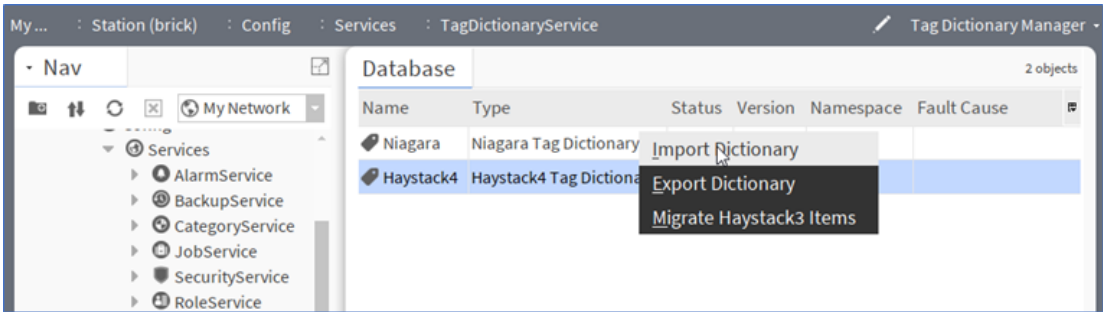 My ... : Station (brick) : Config : Services : TagDictionaryService Tag Dictionary Manager
Nav
My Network
Services
AlarmService
BackupService
CategoryService
JobService
SecurityService
RoleService
Database 2 objects
Name Type Status Version Namespace Fault Cause
Niagara Niagara Tag Dictionary
Haystack4 Haystack4 Tag Dictiona
Import Dictionary
Export Dictionary
Migrate Haystack3 Items